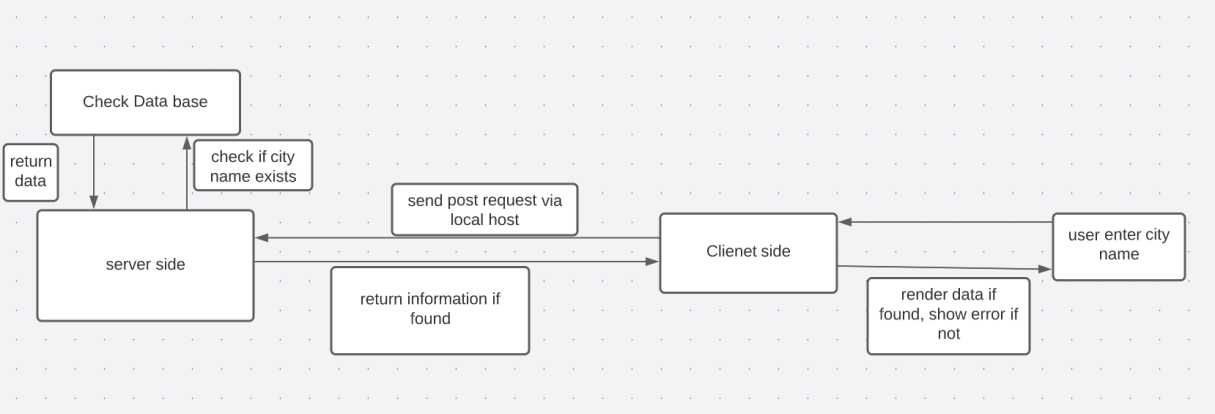 Check Data base
return
data
check if city
name exists
server side
send post request via
local host
return information if
found
Clienet side
user enter city
name
render data if
found, show error if
not